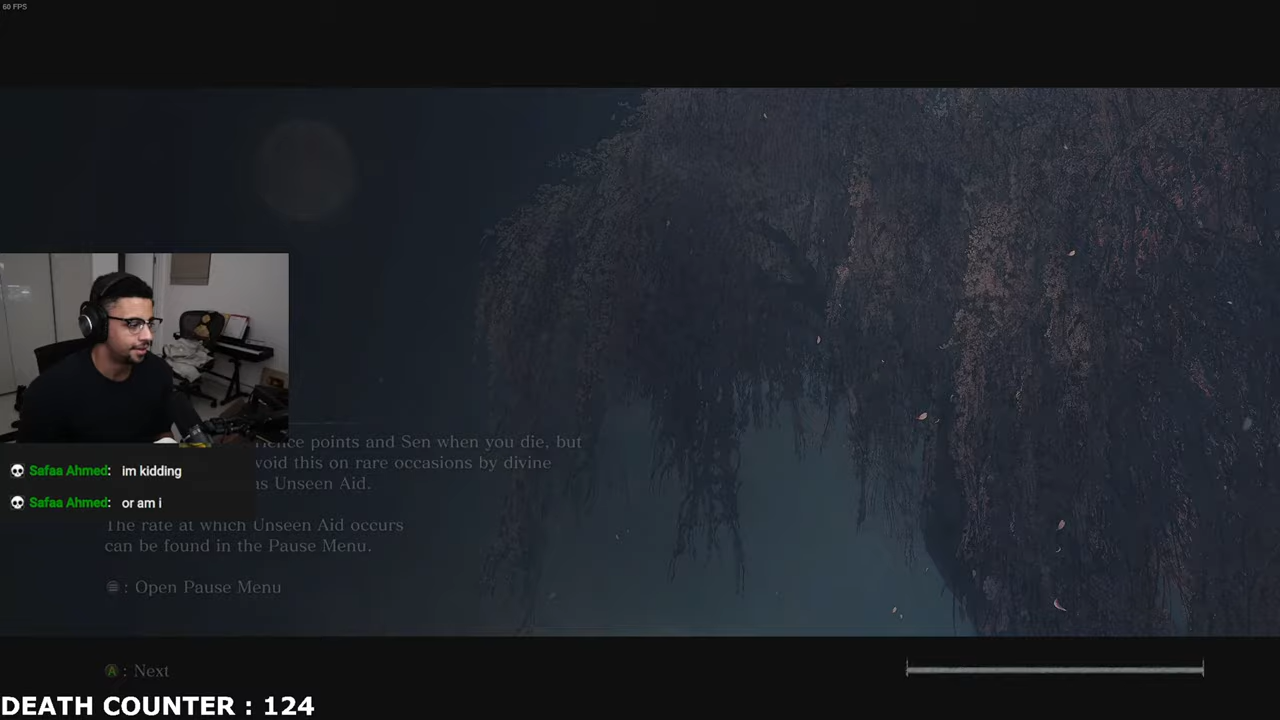 60 FPS
ience points and Sen when you die, but
void this on rare occasions by divine
s Unseen Aid.
Safaa Ahmed: im kidding
Safaa Ahmed: or am i
The rate at which Unseen Aid occurs
can be found in the Pause Menu.
: Open Pause Menu
A : Next
DEATH COUNTER : 124